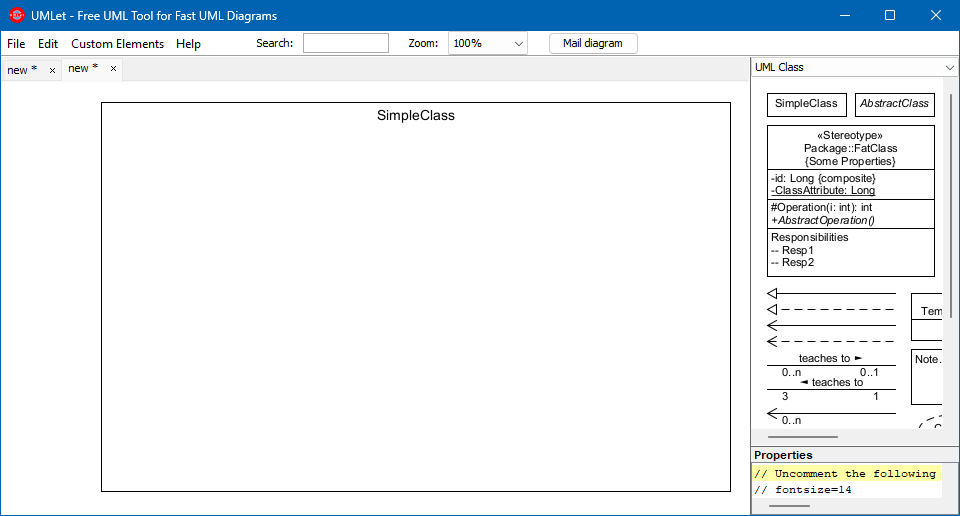 UMLet - Free UML Tool for Fast UML Diagrams
File Edit Custom Elements Help Search: Zoom: 100% Mail diagram
new * × new * ×
UML Class
SimpleClass
SimpleClass AbstractClass
«Stereotype»
Package::FatClass
{Some Properties}
-id: Long {composite}
-ClassAttribute: Long
#Operation(i: int): int
+AbstractOperation()
Responsibilities
-- Resp1
-- Resp2
Tem
teaches to ►
0..n 0..1
◄ teaches to
3 1
0..n
Note..
Properties
// Uncomment the following
// fontsize=14